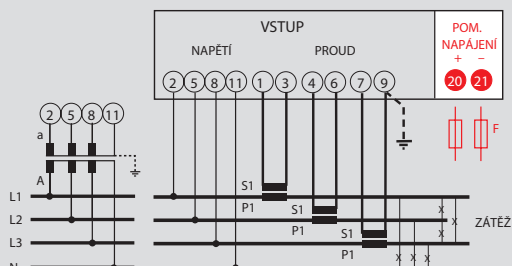 VSTUP
POM.
NAPÁJENÍ
NAPĚTÍ PROUD
+ −
2 5 8 11 1 3 4 6 7 9 20 21
2 5 8 11
a
F
A
S1
L1
P1 S1 x
L2 x ZÁTĚŽ
P1 S1 x
L3
P1 x x x
N